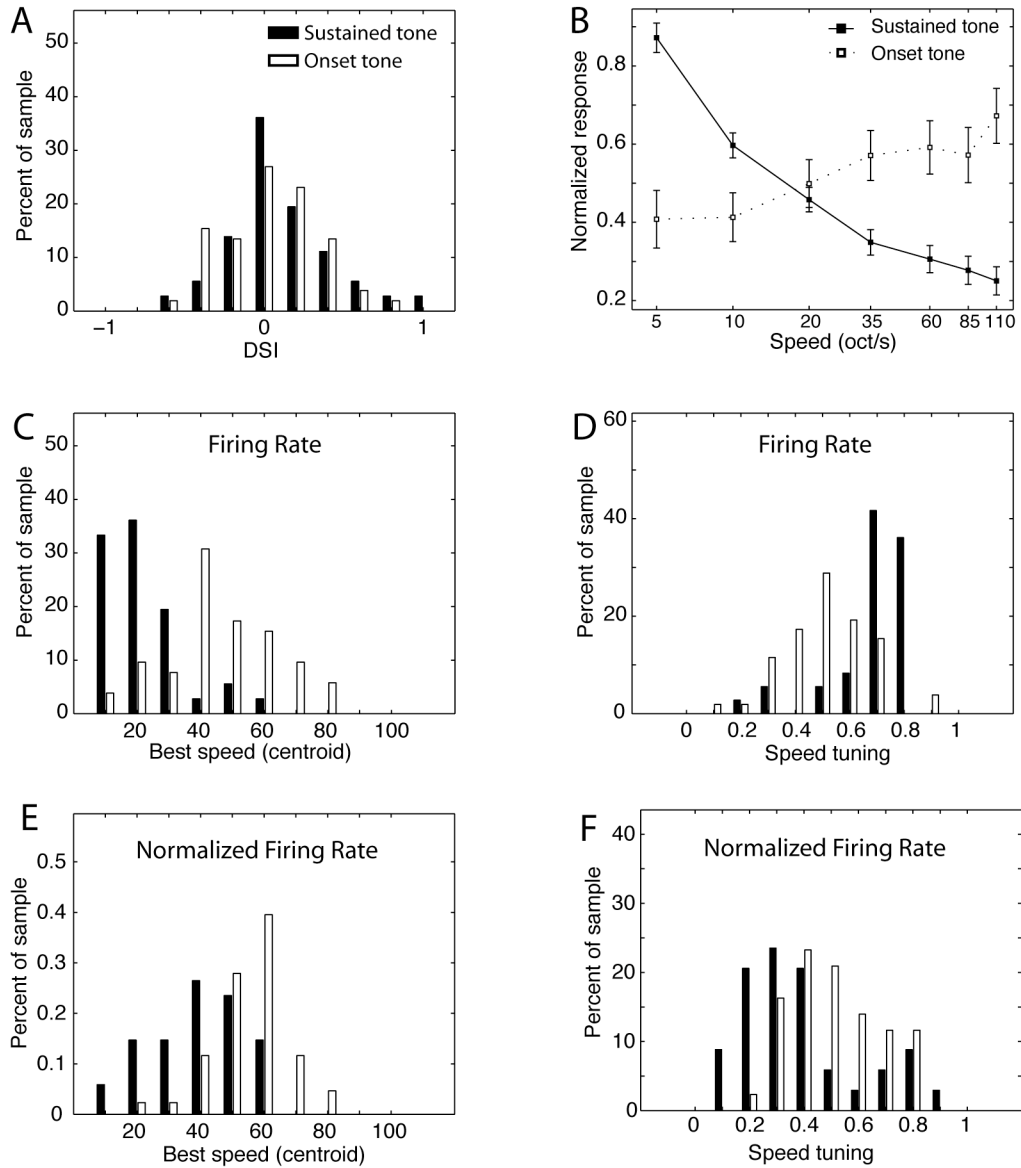 A
Sustained tone
Onset tone
Percent of sample
50
40
30
20
10
0
−1 0 1
DSI
B
Sustained tone
Onset tone
Normalized response
0.8
0.6
0.4
0.2
5 10 20 35 60 85 110
Speed (oct/s)
C
Firing Rate
Percent of sample
50
40
30
20
10
0
20 40 60 80 100
Best speed (centroid)
D
Firing Rate
Percent of sample
60
40
20
0
0 0.2 0.4 0.6 0.8 1
Speed tuning
E
Normalized Firing Rate
Percent of sample
0.5
0.4
0.3
0.2
0.1
0
20 40 60 80 100
Best speed (centroid)
F
Normalized Firing Rate
Percent of sample
40
30
20
10
0
0 0.2 0.4 0.6 0.8 1
Speed tuning